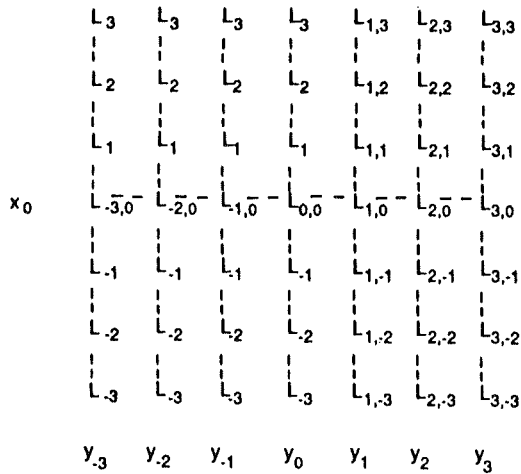 L3 L3 L3 L3 L1,3 L2,3 L3,3
L2 L2 L2 L2 L1,2 L2,2 L3,2
L1 L1 L1 L1 L1,1 L2,1 L3,1
x0 L-3,0 L-2,0 L-1,0 L0,0 L1,0 L2,0 L3,0
L-1 L-1 L-1 L-1 L1,-1 L2,-1 L3,-1
L-2 L-2 L-2 L-2 L1,-2 L2,-2 L3,-2
L-3 L-3 L-3 L-3 L1,-3 L2,-3 L3,-3
y-3 y-2 y-1 y0 y1 y2 y3